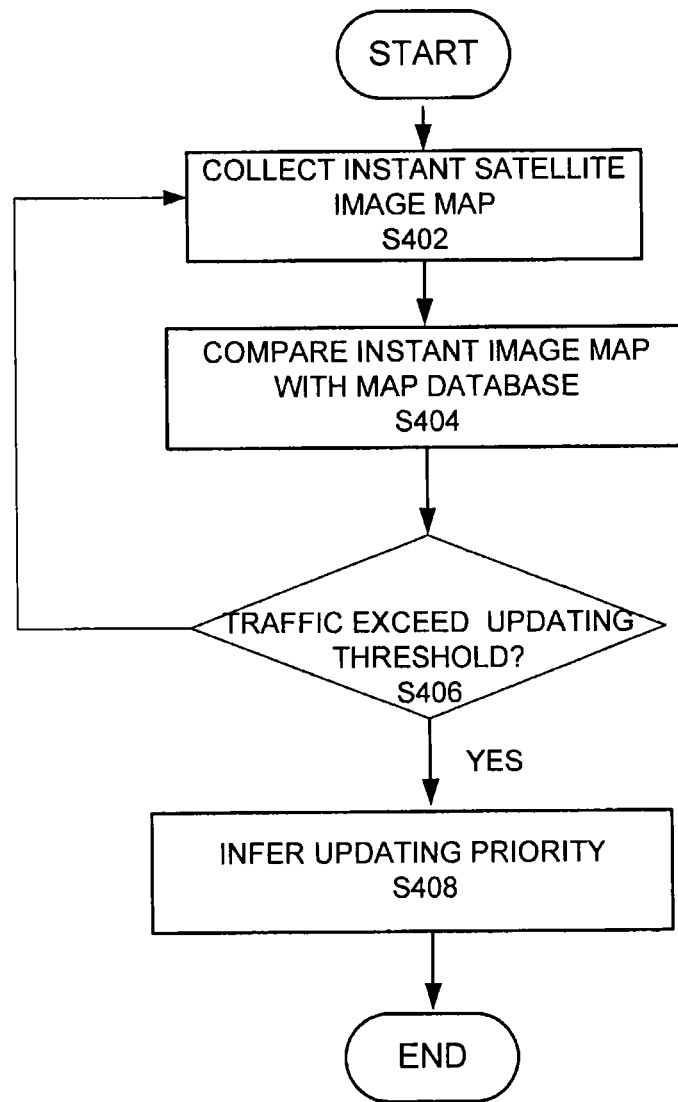 START
COLLECT INSTANT SATELLITE
IMAGE MAP
S402
COMPARE INSTANT IMAGE MAP
WITH MAP DATABASE
S404
TRAFFIC EXCEED UPDATING
THRESHOLD?
S406
YES
INFER UPDATING PRIORITY
S408
END